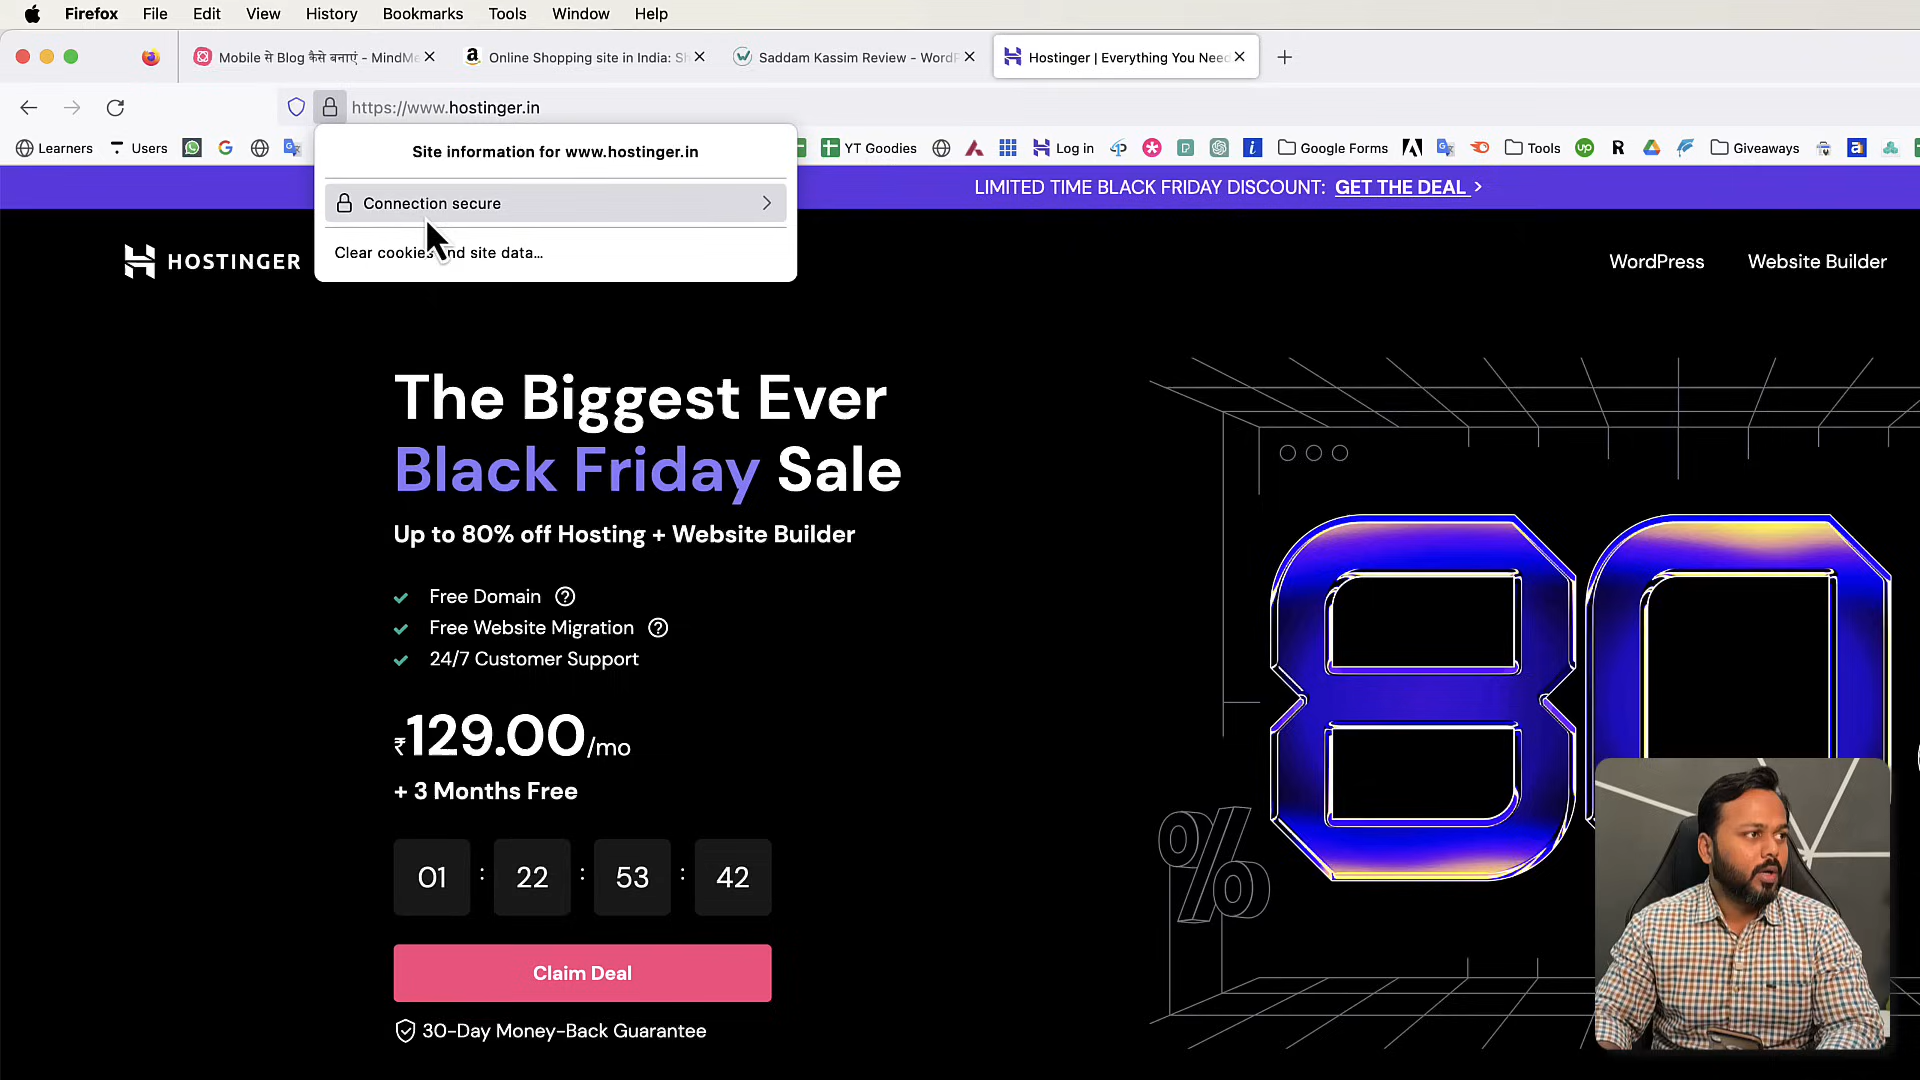 Firefox File Edit View History Bookmarks Tools Window Help
Mobile से Blog कैसे बनाएं - MindMe
Online Shopping site in India: Sh
Saddam Kassim Review - WordP
Hostinger | Everything You Need
https://www.hostinger.in
Learners Users YT Goodies Log in Google Forms Tools Giveaways
Site information for www.hostinger.in
Connection secure
Clear cookies and site data...
LIMITED TIME BLACK FRIDAY DISCOUNT: GET THE DEAL >
HOSTINGER
WordPress Website Builder
The Biggest Ever
Black Friday Sale
Up to 80% off Hosting + Website Builder
Free Domain
Free Website Migration
24/7 Customer Support
₹129.00/mo
+ 3 Months Free
01 : 22 : 53 : 42
Claim Deal
30-Day Money-Back Guarantee
80
%